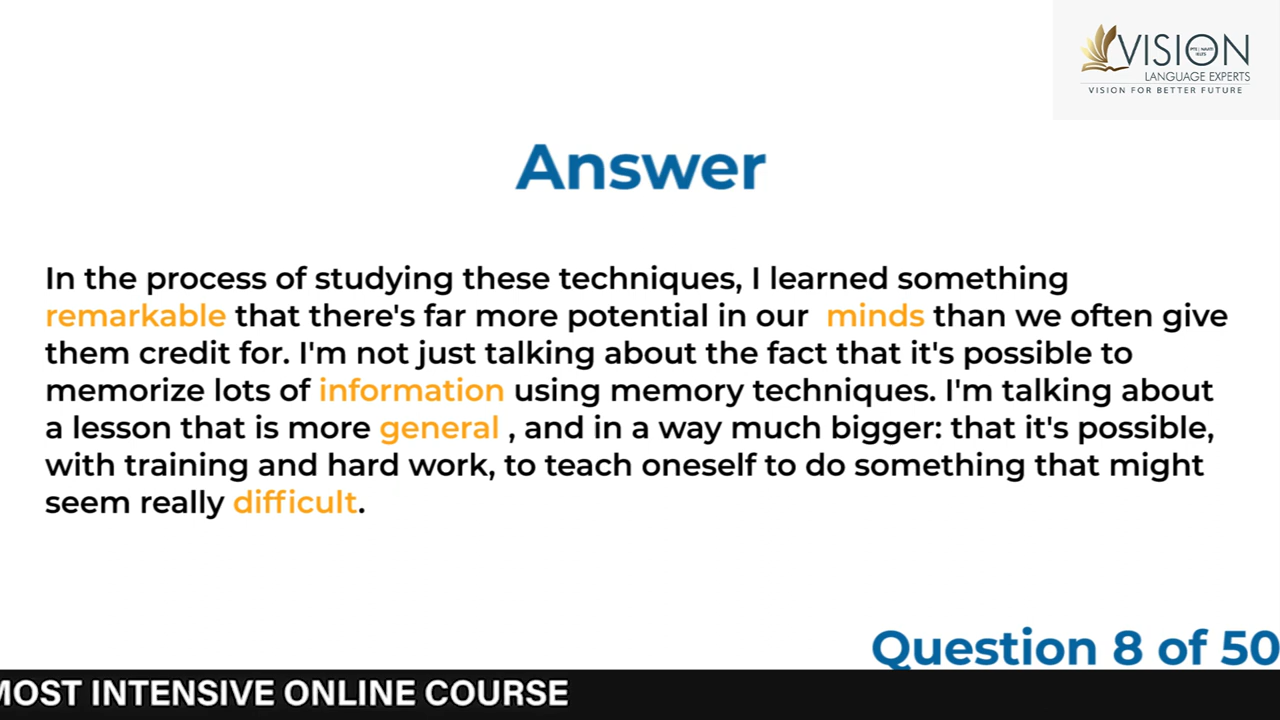 VISION
LANGUAGE EXPERTS
VISION FOR BETTER FUTURE
Answer
In the process of studying these techniques, I learned something
remarkable that there's far more potential in our minds than we often give
them credit for. I'm not just talking about the fact that it's possible to
memorize lots of information using memory techniques. I'm talking about
a lesson that is more general , and in a way much bigger: that it's possible,
with training and hard work, to teach oneself to do something that might
seem really difficult.
Question 8 of 50
MOST INTENSIVE ONLINE COURSE